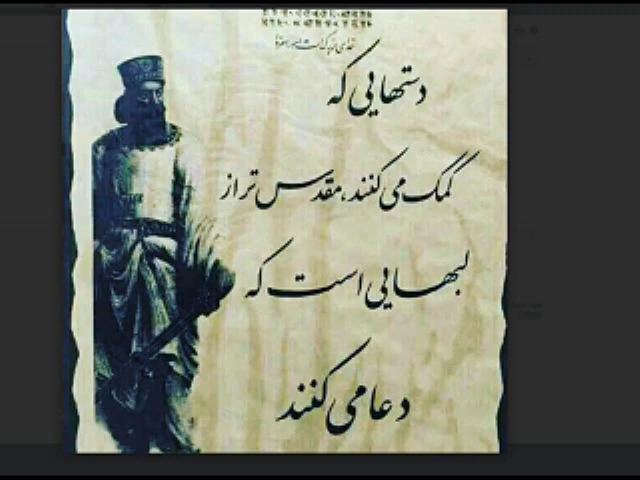 دستهایی که
کمک می کنند، مقدس تر از
لبهایی است که
دعا می کنند